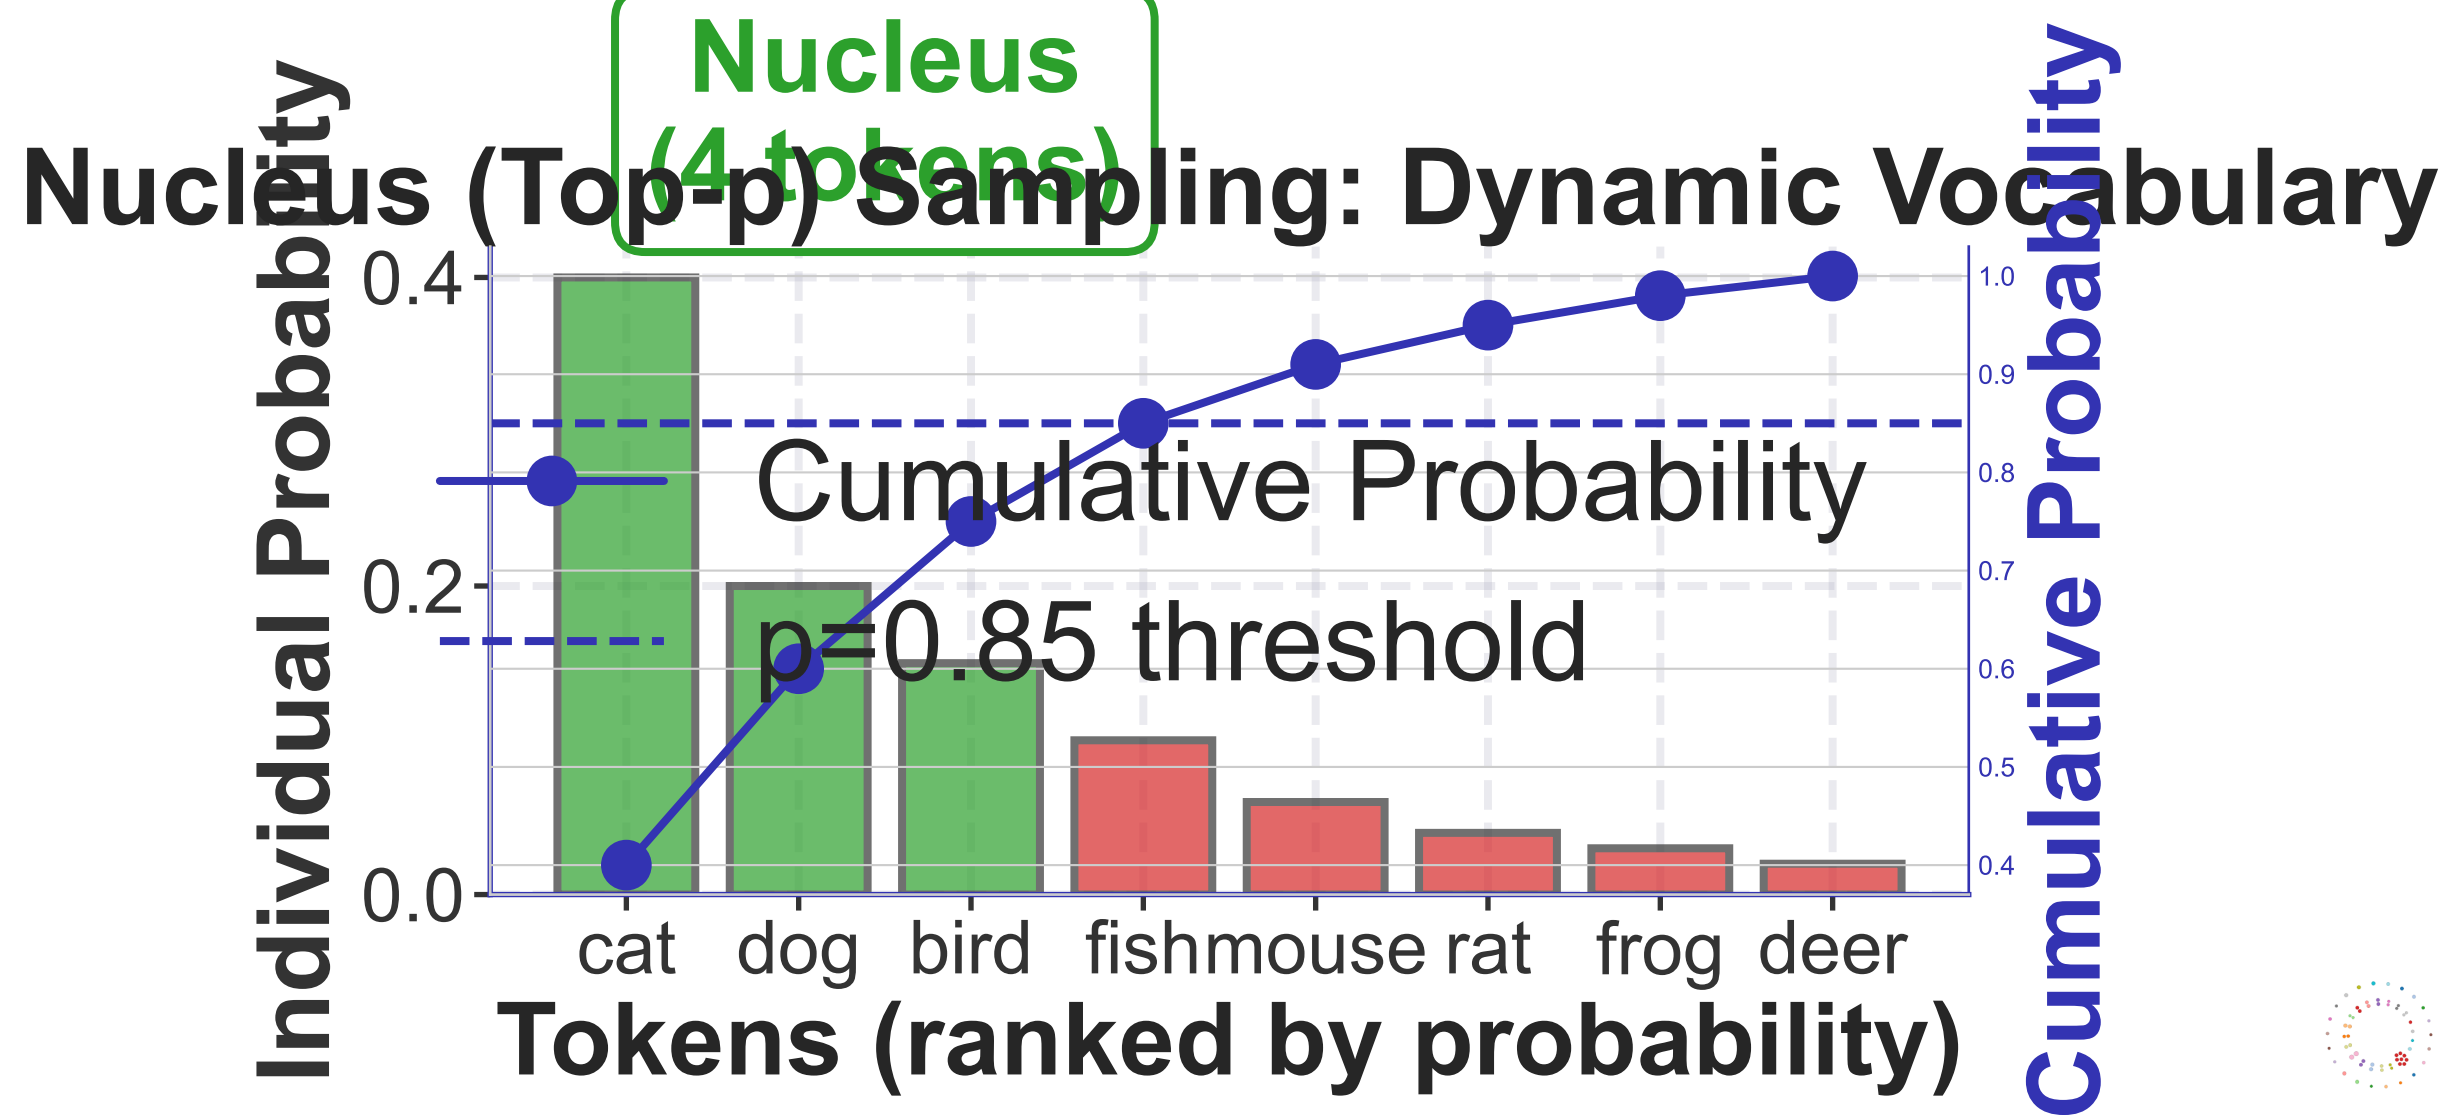 Nucleus
(4 tokens)
Nucleus (Top-p) Sampling: Dynamic Vocabulary
Individual Probability
0.4
0.2
0.0
Cumulative Probability
p=0.85 threshold
1.0
0.9
0.8
0.7
0.6
0.5
0.4
Cumulative Probability
cat dog bird fish mouse rat frog deer
Tokens (ranked by probability)